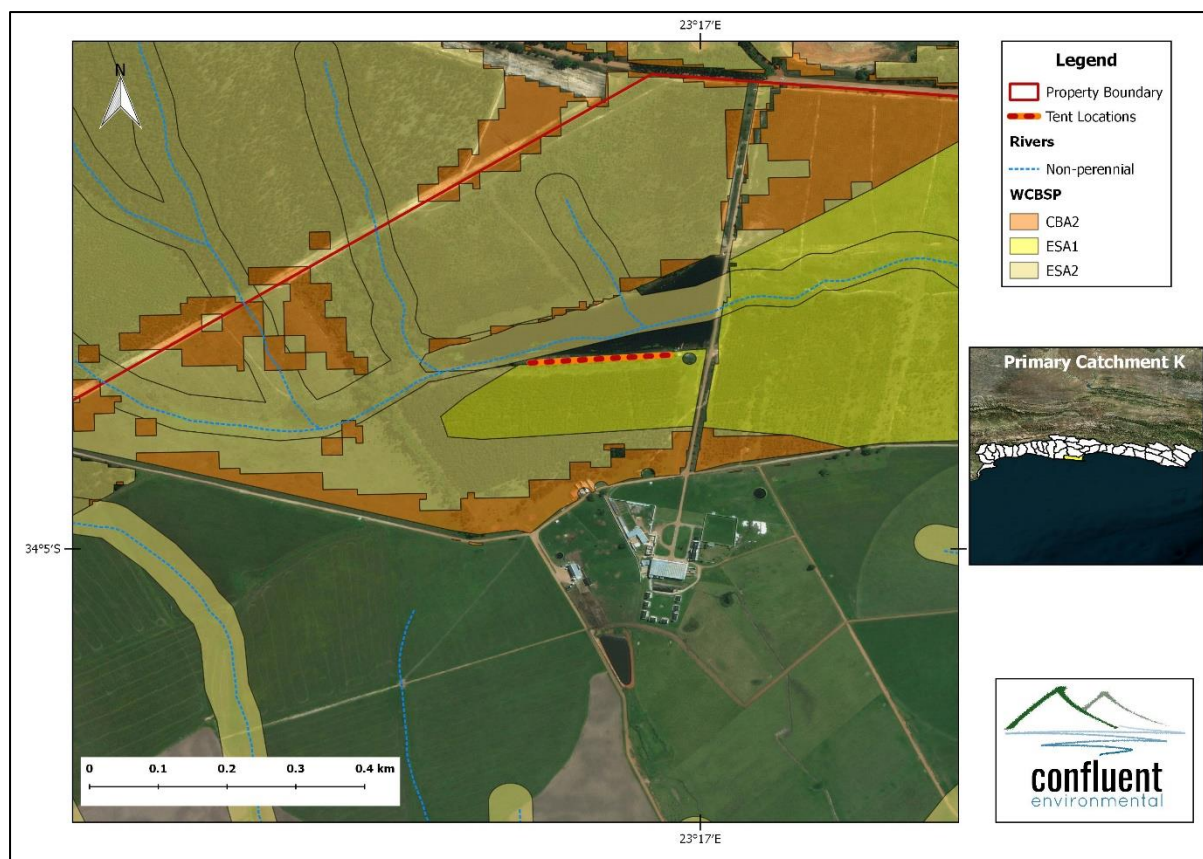 23°17'E
N
34°5'S
0 0.1 0.2 0.3 0.4 km
23°17'E
Legend
Property Boundary
Tent Locations
Rivers
Non-perennial
WCBSP
CBA2
ESA1
ESA2
Primary Catchment K
confluent
environmental